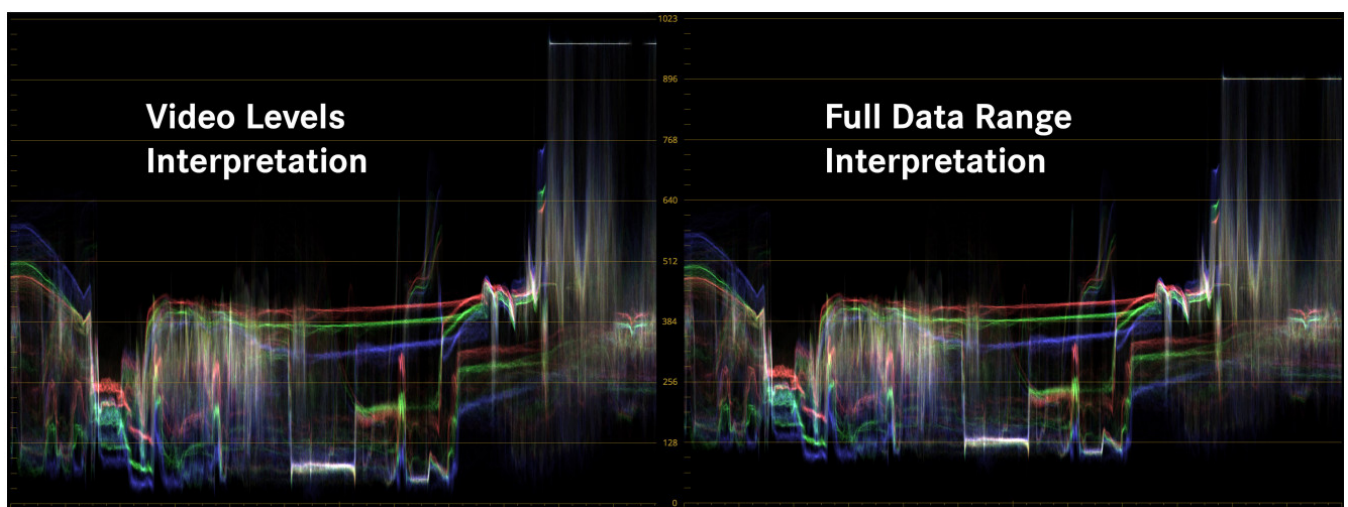 1023
Video Levels
Interpretation
Full Data Range
Interpretation
896
768
640
512
384
256
128
0